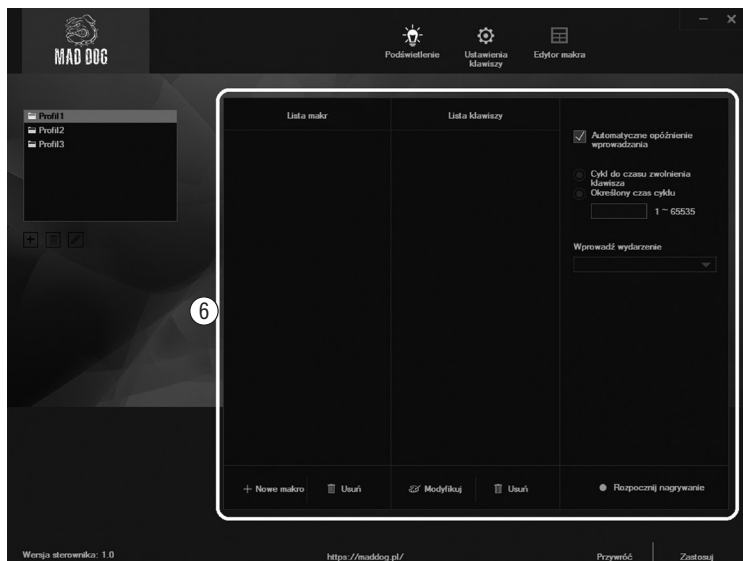 MAD DOG
Podświetlenie
Ustawienia
klawiszy
Edytor makra
Profil1
Profil2
Profil3
Lista makr
Lista klawiszy
Automatyczne opóźnienie
wprowadzania
Cykl do czasu zwolnienia
klawisza
Określony czas cyklu
1 ~ 65535
Wprowadź wydarzenie
6
Nowe makro
Usuń
Modyfikuj
Usuń
Rozpocznij nagrywanie
Wersja sterownika: 1.0
https://maddog.pl/
Przywróć
Zastosuj